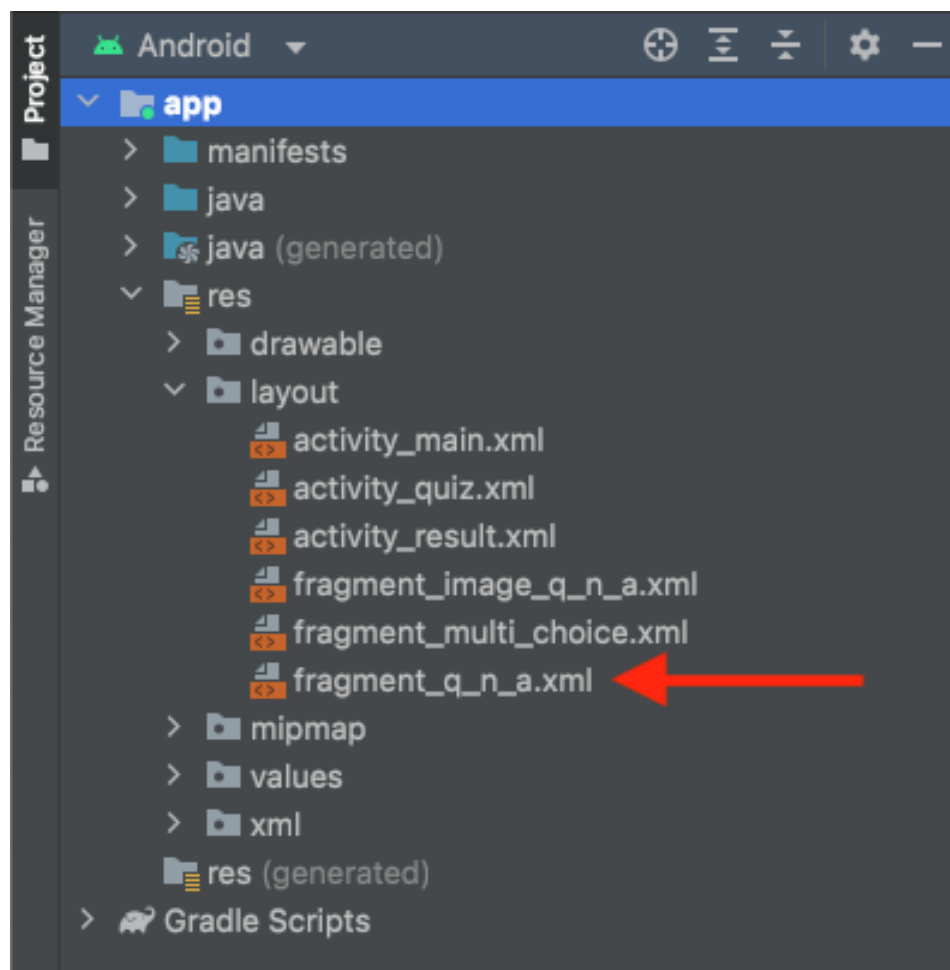 Project
Resource Manager
Android
app
manifests
java
java (generated)
res
drawable
layout
activity_main.xml
activity_quiz.xml
activity_result.xml
fragment_image_q_n_a.xml
fragment_multi_choice.xml
fragment_q_n_a.xml
mipmap
values
xml
res (generated)
Gradle Scripts